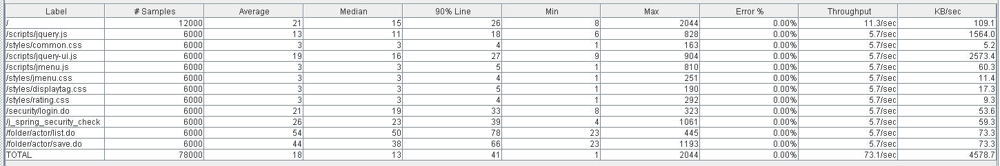 Label # Samples Average Median 90% Line Min Max Error % Throughput KB/sec
/ 12000 21 15 26 8 2044 0.00% 11.3/sec 109.1
/scripts/jquery.js 6000 13 11 18 6 828 0.00% 5.7/sec 1564.0
/styles/common.css 6000 3 3 4 1 163 0.00% 5.7/sec 5.2
/scripts/jquery-ui.js 6000 19 16 27 9 904 0.00% 5.7/sec 2573.4
/scripts/jmenu.js 6000 3 3 5 1 810 0.00% 5.7/sec 60.3
/styles/jmenu.css 6000 3 3 4 1 251 0.00% 5.7/sec 11.4
/styles/displaytag.css 6000 3 3 5 1 190 0.00% 5.7/sec 17.3
/styles/rating.css 6000 3 3 4 1 292 0.00% 5.7/sec 9.3
/security/login.do 6000 21 19 33 8 323 0.00% 5.7/sec 53.6
/j_spring_security_check 6000 26 23 39 4 1061 0.00% 5.7/sec 59.3
/folder/actor/list.do 6000 54 50 78 23 445 0.00% 5.7/sec 73.3
/folder/actor/save.do 6000 44 38 66 23 1193 0.00% 5.7/sec 73.3
TOTAL 78000 18 13 41 1 2044 0.00% 73.1/sec 4578.7